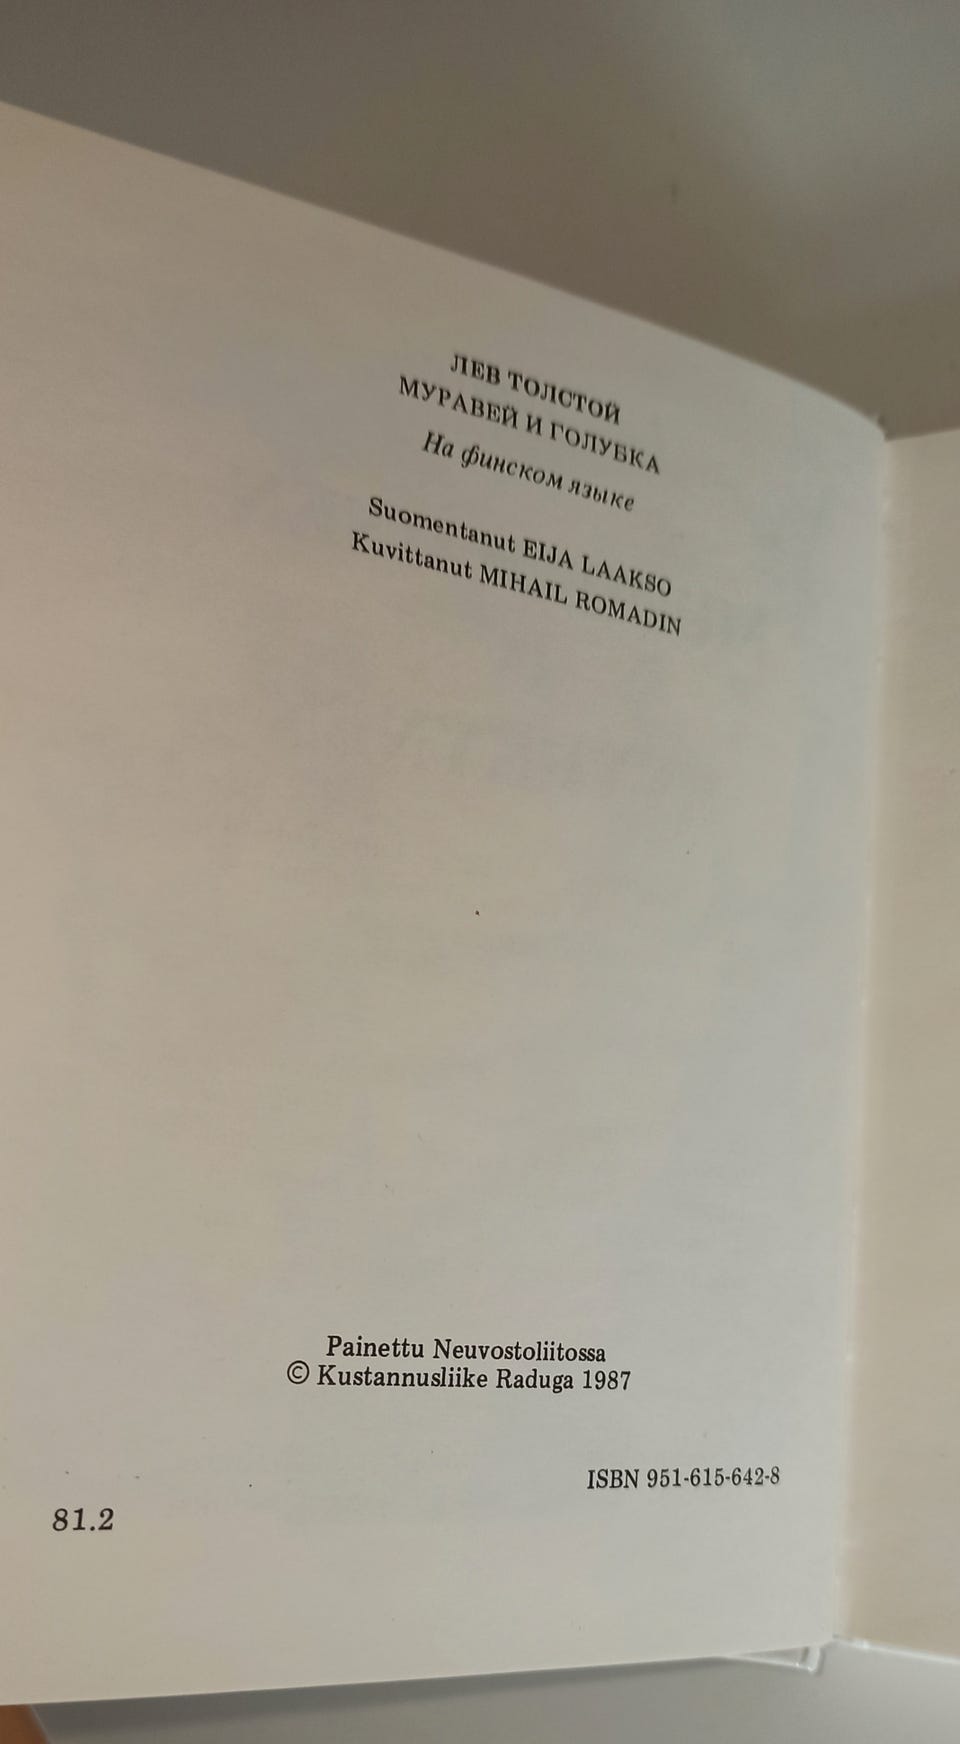 ЛЕВ ТОЛСТОЙ
МУРАВЕЙ И ГОЛУБКА
На финском языке
Suomentanut EIJA LAAKSO
Kuvittanut MIHAIL ROMADIN
Painettu Neuvostoliitossa
© Kustannusliike Raduga 1987
ISBN 951-615-642-8
81.2